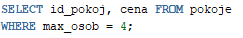 SELECT id_pokoj, cena FROM pokoje
WHERE max_osob = 4;